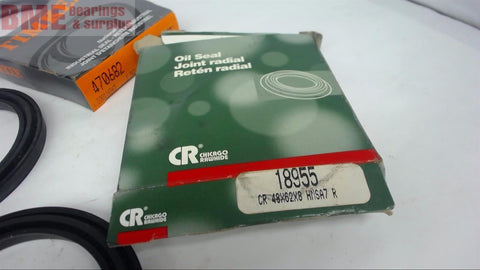 BME Bearings
& surplus
470682
Oil Seal
Joint radial
Retén radial
CR CHICAGO
RAWHIDE
18955
CR 48X62X8 HMSA7 R
CR CHICAGO
RAWHIDE